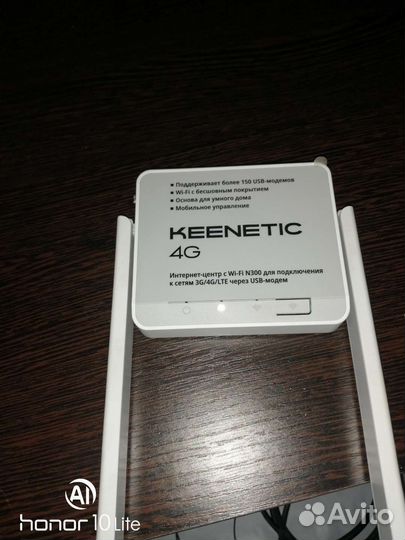 • Поддерживает более 150 USB-модемов
• Wi-Fi с бесшовным покрытием
• Основа для умного дома
• Мобильное управление
KEENETIC
4G
Интернет-центр с Wi-Fi N300 для подключения
к сетям 3G/4G/LTE через USB-модем
AI
honor 10 Lite
Avito